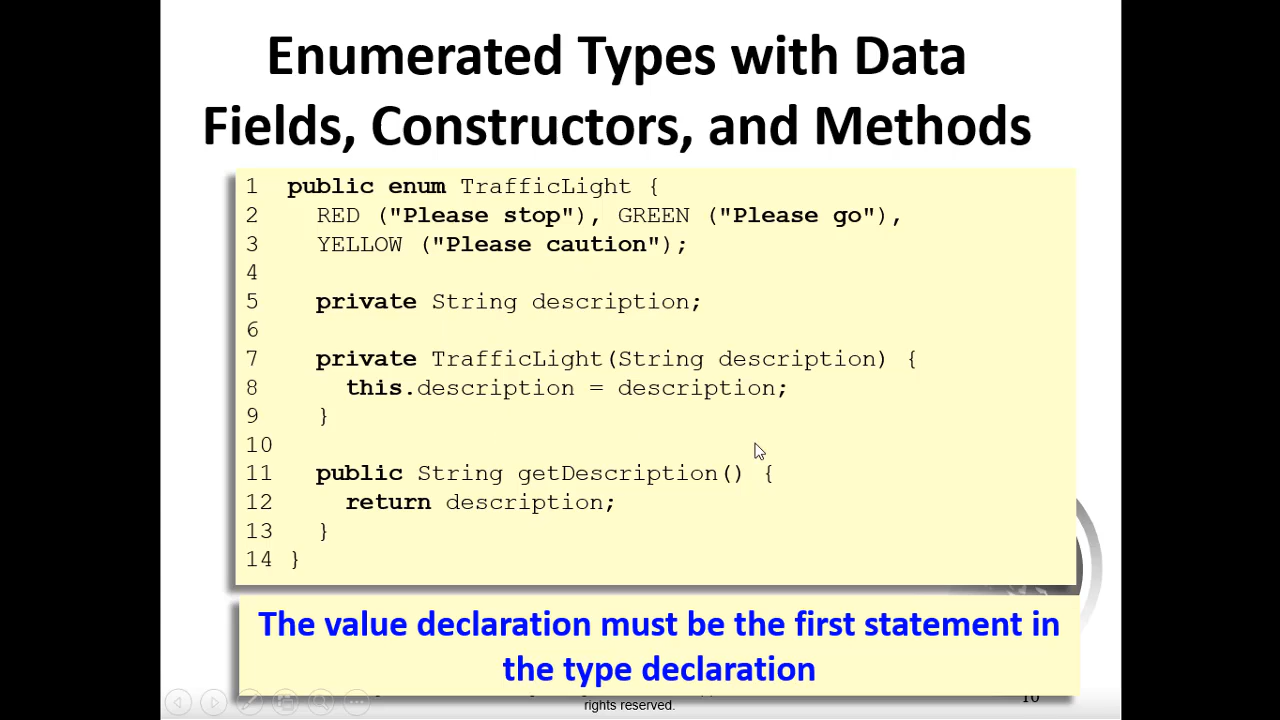 Enumerated Types with Data
Fields, Constructors, and Methods
1 public enum TrafficLight {
2 RED ("Please stop"), GREEN ("Please go"),
3 YELLOW ("Please caution");
4
5 private String description;
6
7 private TrafficLight(String description) {
8 this.description = description;
9 }
10
11 public String getDescription() {
12 return description;
13 }
14 }
The value declaration must be the first statement in
the type declaration
rights reserved.
10